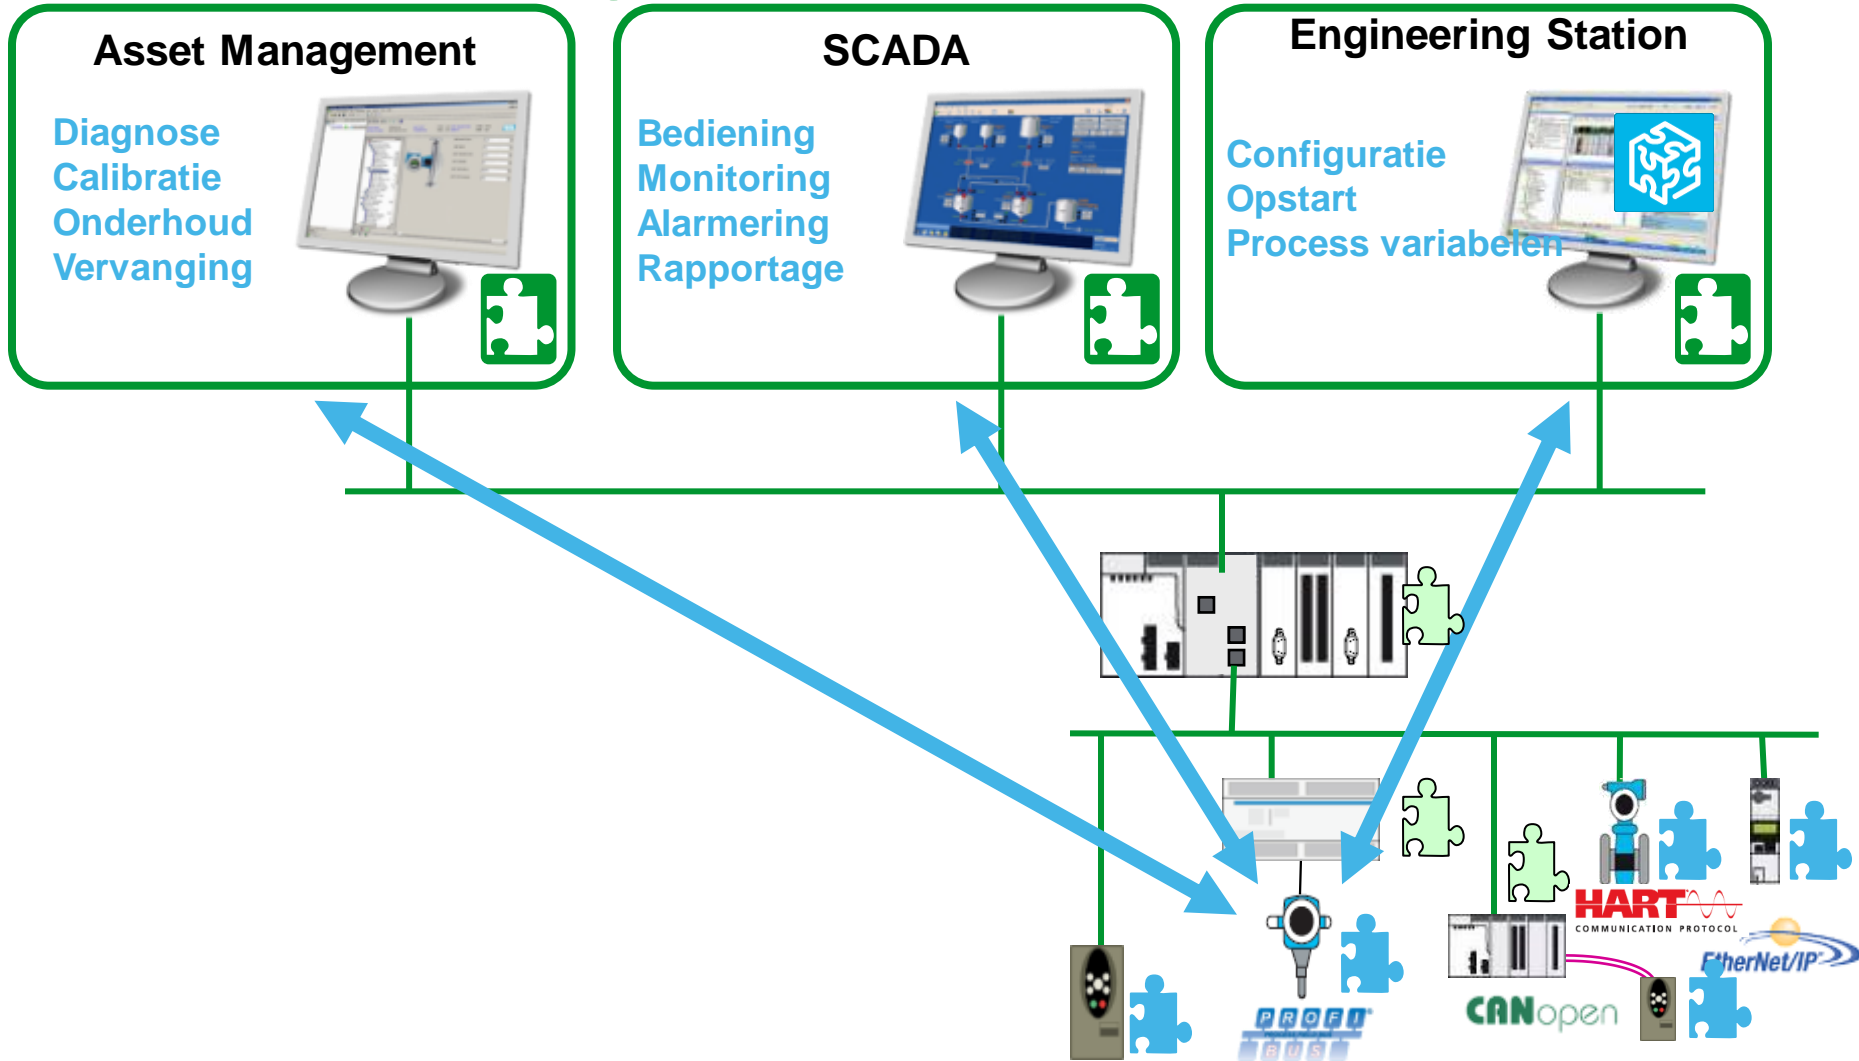 Asset Management
Diagnose
Calibratie
Onderhoud
Vervanging
SCADA
Bediening
Monitoring
Alarmering
Rapportage
Engineering Station
Configuratie
Opstart
Process variabelen
HART
COMMUNICATION PROTOCOL
EtherNet/IP
CANopen
PROFI
BUS